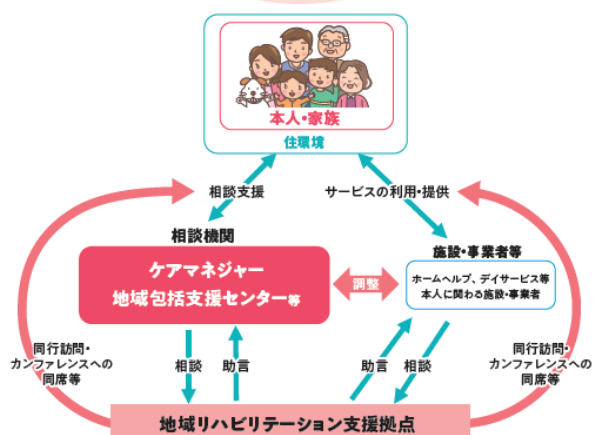 本人・家族
住環境
相談支援
サービスの利用・提供
相談機関
ケアマネジャー
地域包括支援センター等
調整
施設・事業者等
ホームヘルプ、デイサービス等
本人に関わる施設・事業者
同行訪問・
カンファレンスへの
同席等
相談
助言
助言
相談
同行訪問・
カンファレンスへの
同席等
地域リハビリテーション支援拠点